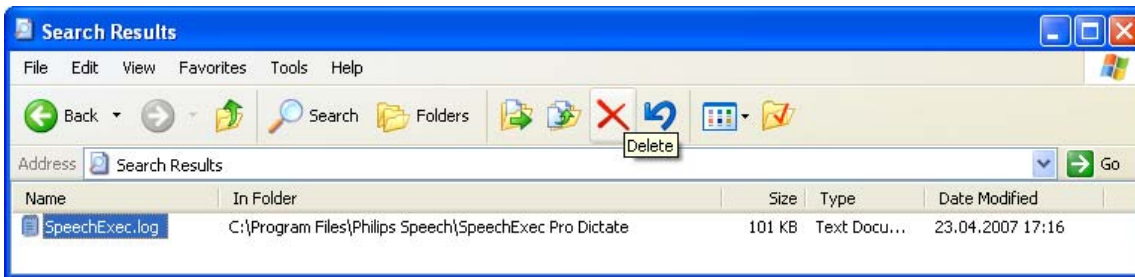 Search Results
File Edit View Favorites Tools Help
Back Search Folders
Delete
Address Search Results Go
Name In Folder Size Type Date Modified
SpeechExec.log C:\Program Files\Philips Speech\SpeechExec Pro Dictate 101 KB Text Docu... 23.04.2007 17:16